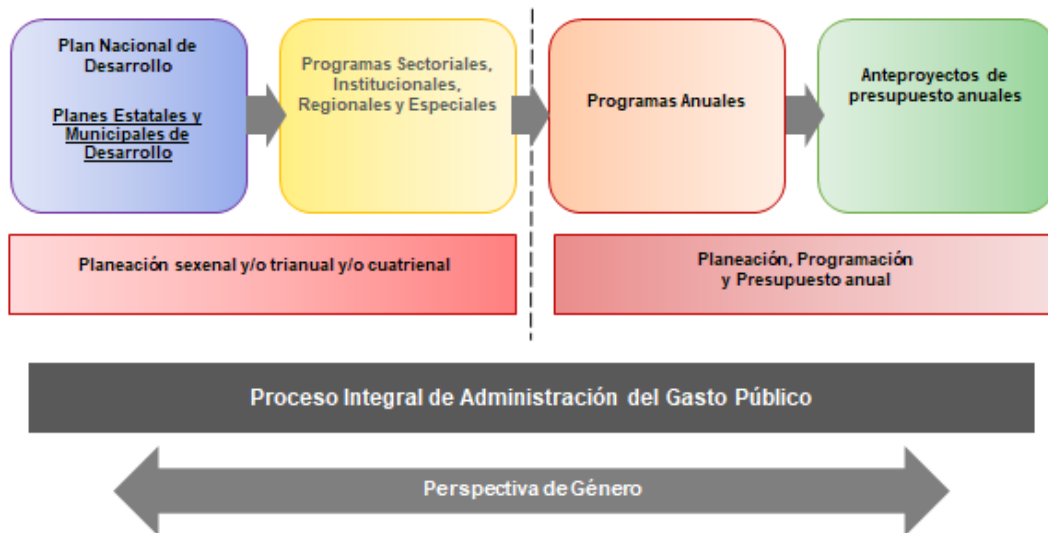 Plan Nacional de
Desarrollo
Planes Estatales y
Municipales de
Desarrollo
Programas Sectoriales,
Institucionales,
Regionales y Especiales
Programas Anuales
Anteproyectos de
presupuesto anuales
Planeación sexenal y/o trianual y/o cuatrienal
Planeación, Programación
y Presupuesto anual
Proceso Integral de Administración del Gasto Público
Perspectiva de Género